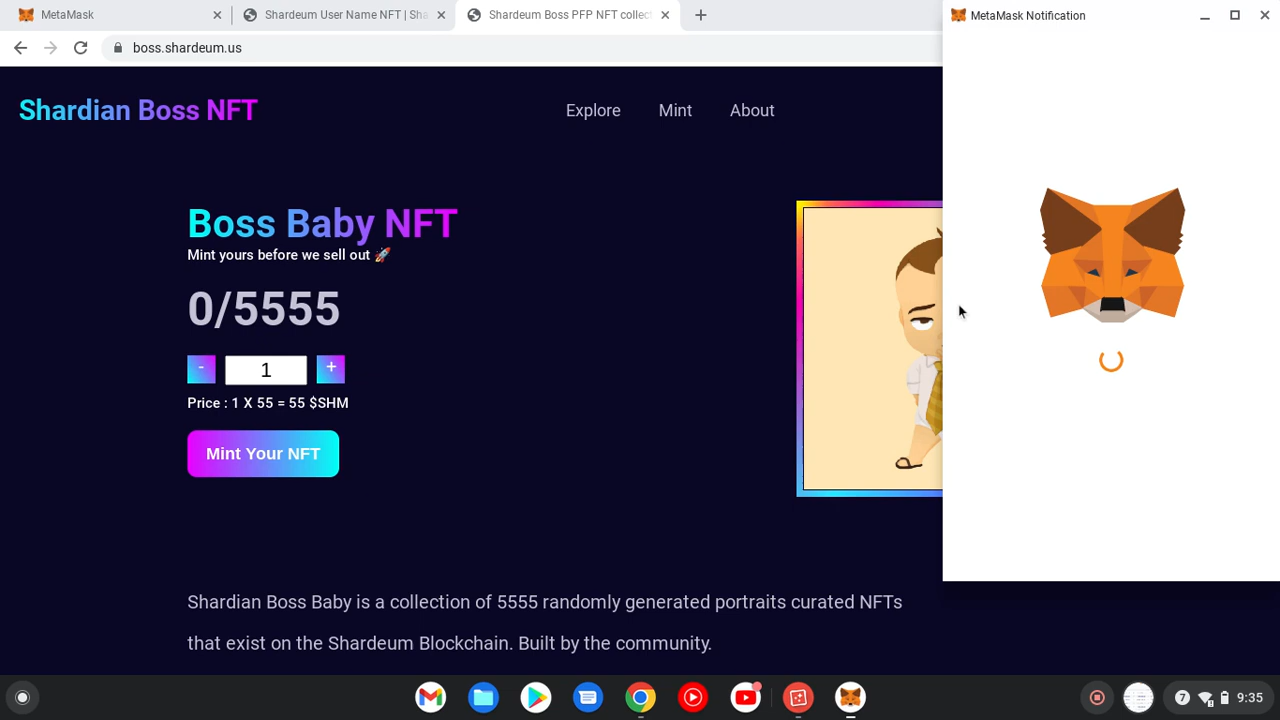 MetaMask
Shardeum User Name NFT | Sha
Shardeum Boss PFP NFT collec
MetaMask Notification
boss.shardeum.us
Shardian Boss NFT
Explore
Mint
About
Boss Baby NFT
Mint yours before we sell out 🚀
0/5555
- 1 +
Price : 1 X 55 = 55 $SHM
Mint Your NFT
Shardian Boss Baby is a collection of 5555 randomly generated portraits curated NFTs
that exist on the Shardeum Blockchain. Built by the community.
7 9:35